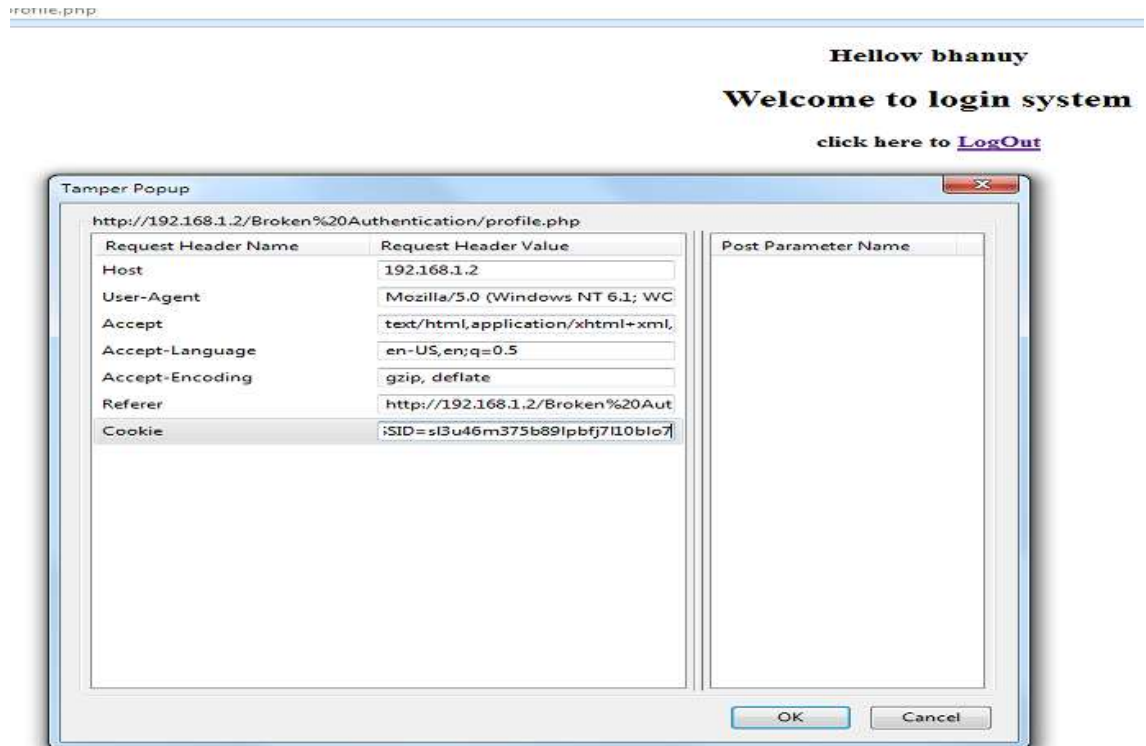 rofile.php
Hellow bhanuy
Welcome to login system
click here to LogOut
Tamper Popup
http://192.168.1.2/Broken%20Authentication/profile.php
Request Header Name Request Header Value Post Parameter Name
Host 192.168.1.2
User-Agent Mozilla/5.0 (Windows NT 6.1; WC
Accept text/html,application/xhtml+xml,
Accept-Language en-US,en;q=0.5
Accept-Encoding gzip, deflate
Referer http://192.168.1.2/Broken%20Aut
Cookie SID=sl3u46m375b89lpbfj7l10blo7
OK Cancel